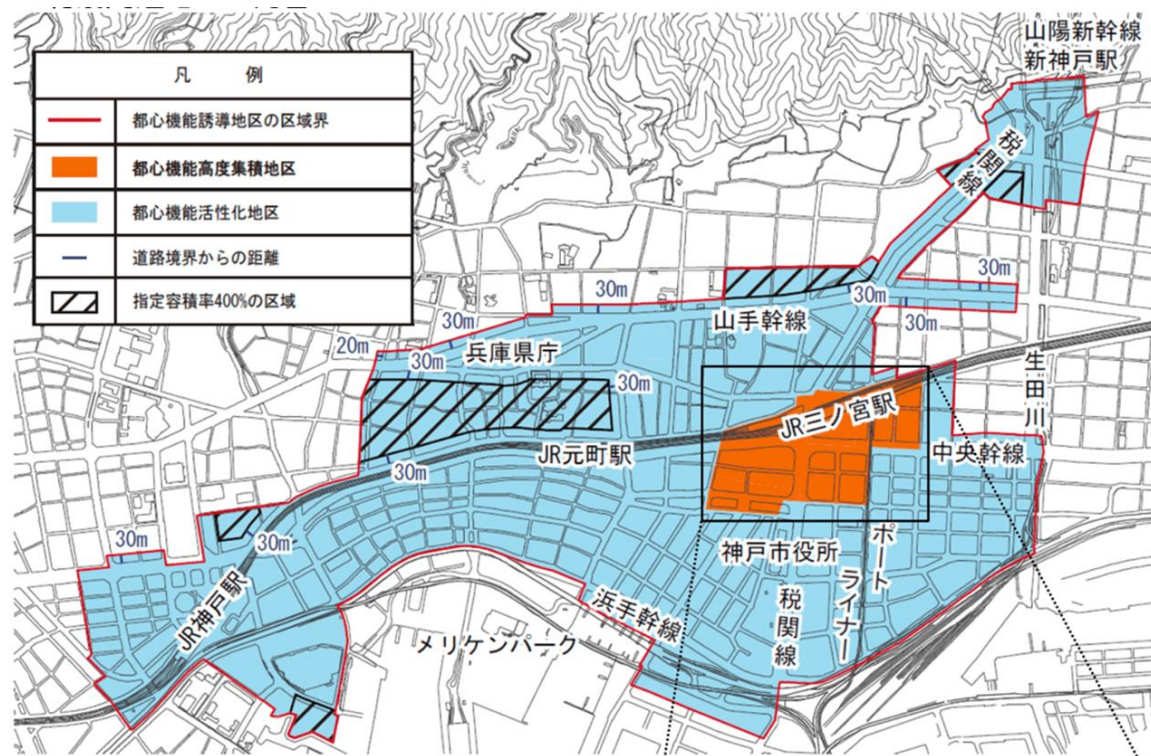 山陽新幹線
新神戸駅
凡 例
都心機能誘導地区の区域界
都心機能高度集積地区
都心機能活性化地区
道路境界からの距離
指定容積率400%の区域
税関線
30m
30m
30m
30m
山手幹線
30m
20m
30m
兵庫県庁
30m
生田川
JR三ノ宮駅
JR元町駅
中央幹線
30m
30m
30m
神戸市役所
ポートライナー
JR神戸駅
浜手幹線
税関線
メリケンパーク